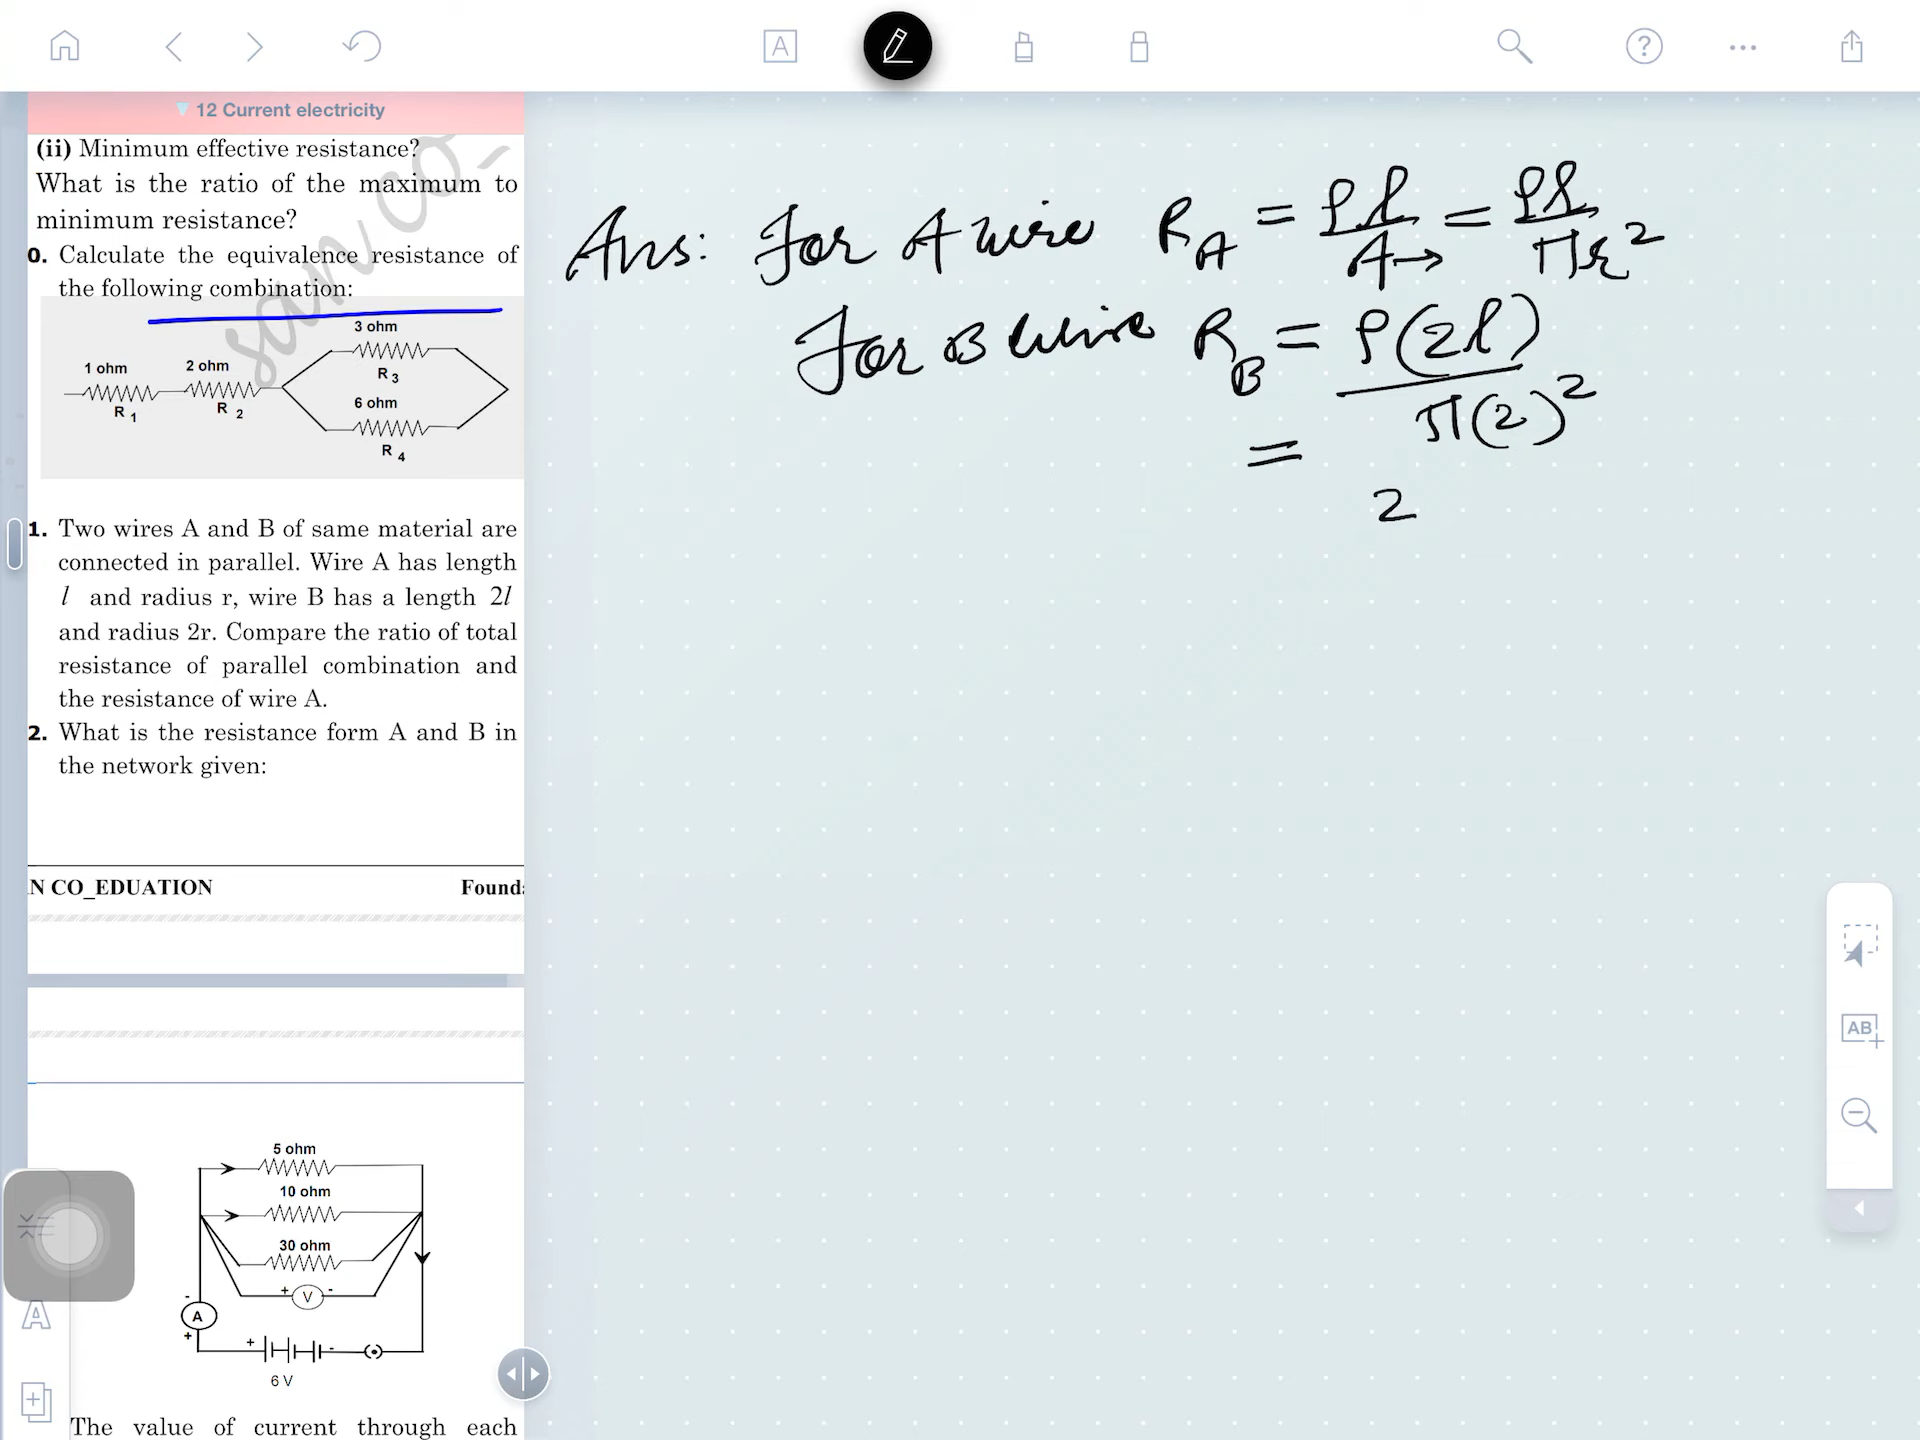 12 Current electricity
(ii) Minimum effective resistance?
What is the ratio of the maximum to
minimum resistance?
0. Calculate the equivalence resistance of
the following combination:
san co-
3 ohm
R 3
1 ohm
R 1
2 ohm
R 2
6 ohm
R 4
1. Two wires A and B of same material are
connected in parallel. Wire A has length
l and radius r, wire B has a length 2l
and radius 2r. Compare the ratio of total
resistance of parallel combination and
the resistance of wire A.
2. What is the resistance form A and B in
the network given:
N CO_EDUATION Found
5 ohm
10 ohm
30 ohm
+ V -
-
A
+
+ -
6 V
The value of current through each
Ans: For A wire R_A = ρl/A → = ρl/πr²
For B wire R_B = ρ(2l)/π(2)²
=
2
A
?
AB
A